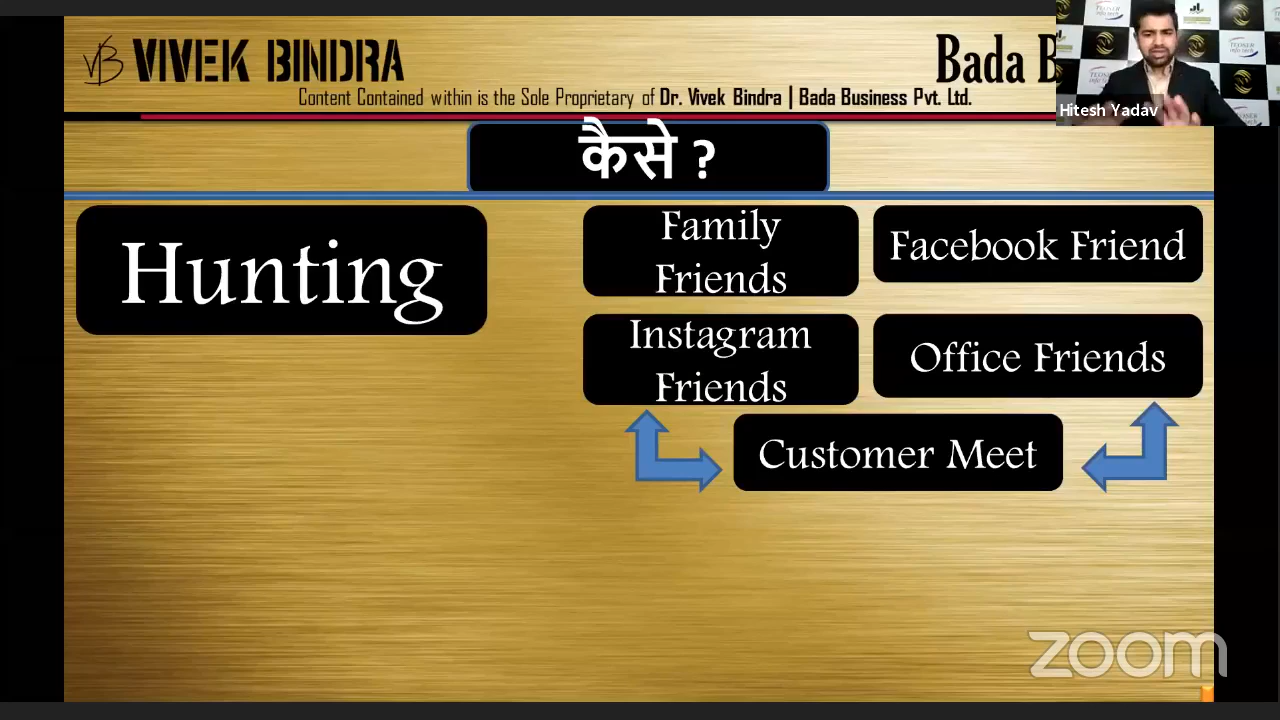 VB VIVEK BINDRA
Bada B
Content Contained within is the Sole Proprietary of Dr. Vivek Bindra | Bada Business Pvt. Ltd.
Hitesh Yadav
कैसे ?
Hunting
Family
Friends
Facebook Friend
Instagram
Friends
Office Friends
Customer Meet
zoom